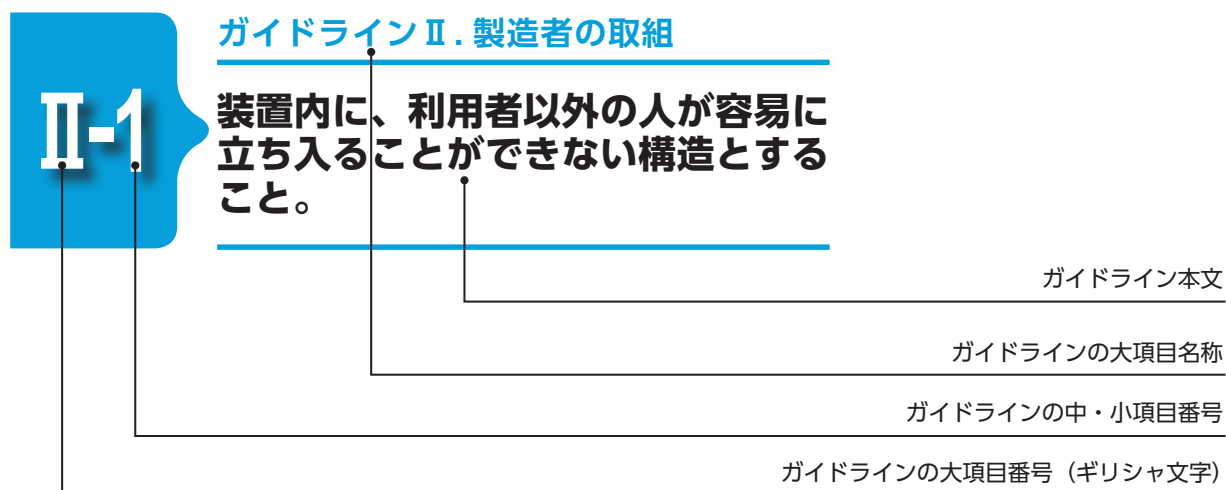 ガイドラインⅡ. 製造者の取組
Ⅱ-1
装置内に、利用者以外の人が容易に
立ち入ることができない構造とする
こと。
ガイドライン本文
ガイドラインの大項目名称
ガイドラインの中・小項目番号
ガイドラインの大項目番号（ギリシャ文字）